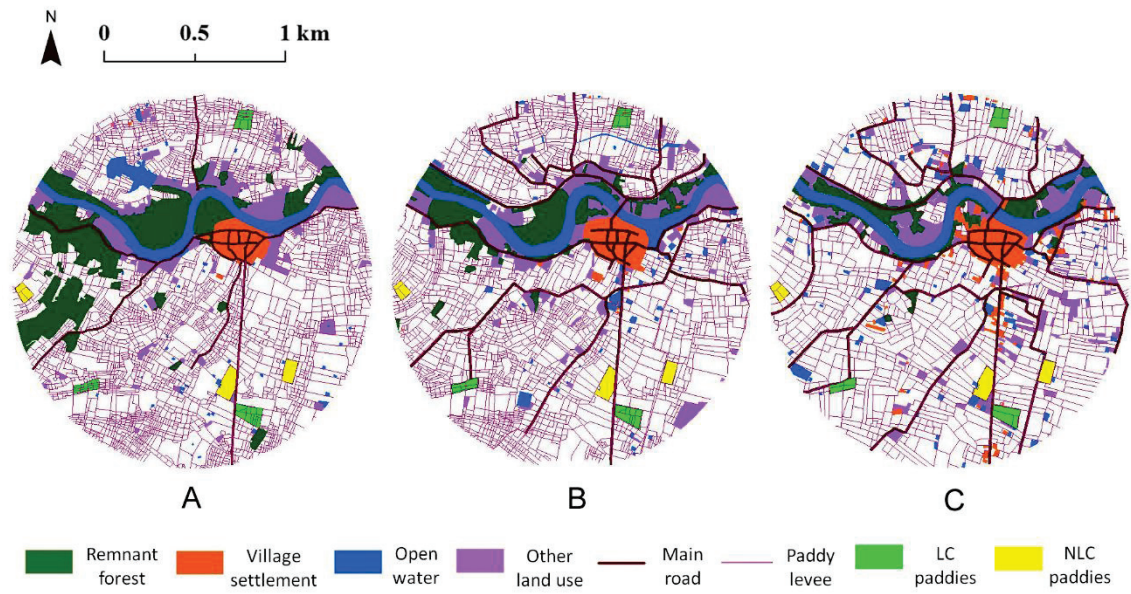 N
0 0.5 1 km
A B C
Remnant Village Open Other Main Paddy LC NLC
forest settlement water land use road levee paddies paddies